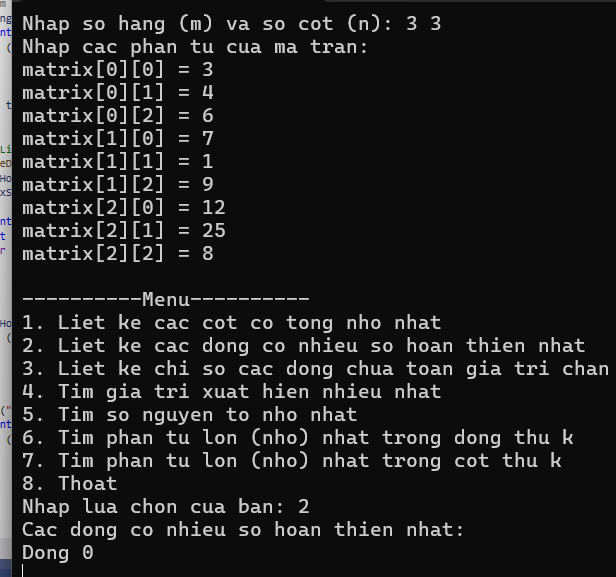 Nhap so hang (m) va so cot (n): 3 3
Nhap cac phan tu cua ma tran:
matrix[0][0] = 3
matrix[0][1] = 4
matrix[0][2] = 6
matrix[1][0] = 7
matrix[1][1] = 1
matrix[1][2] = 9
matrix[2][0] = 12
matrix[2][1] = 25
matrix[2][2] = 8
----------Menu----------
1. Liet ke cac cot co tong nho nhat
2. Liet ke cac dong co nhieu so hoan thien nhat
3. Liet ke chi so cac dong chua toan gia tri chan
4. Tim gia tri xuat hien nhieu nhat
5. Tim so nguyen to nho nhat
6. Tim phan tu lon (nho) nhat trong dong thu k
7. Tim phan tu lon (nho) nhat trong cot thu k
8. Thoat
Nhap lua chon cua ban: 2
Cac dong co nhieu so hoan thien nhat:
Dong 0